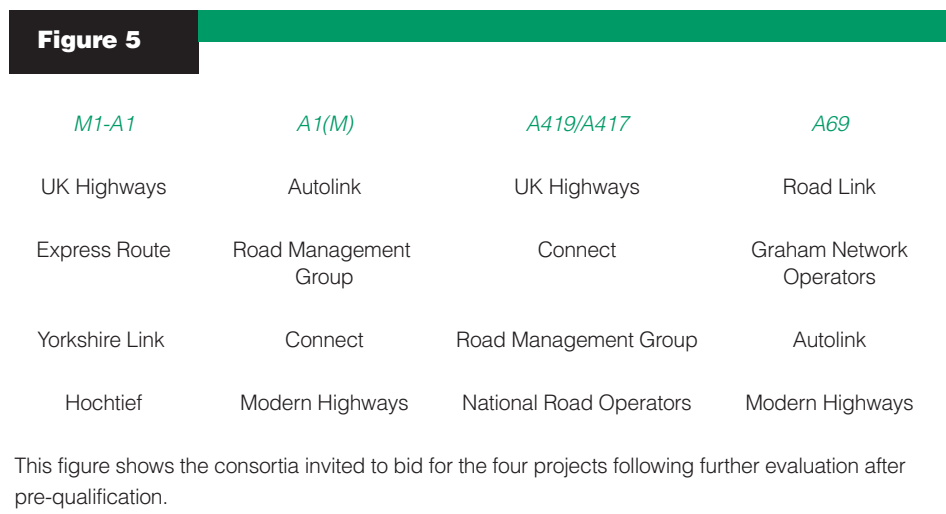 Figure 5
M1-A1 A1(M) A419/A417 A69
UK Highways Autolink UK Highways Road Link
Express Route Road Management Group Connect Graham Network Operators
Yorkshire Link Connect Road Management Group Autolink
Hochtief Modern Highways National Road Operators Modern Highways
This figure shows the consortia invited to bid for the four projects following further evaluation after
pre-qualification.